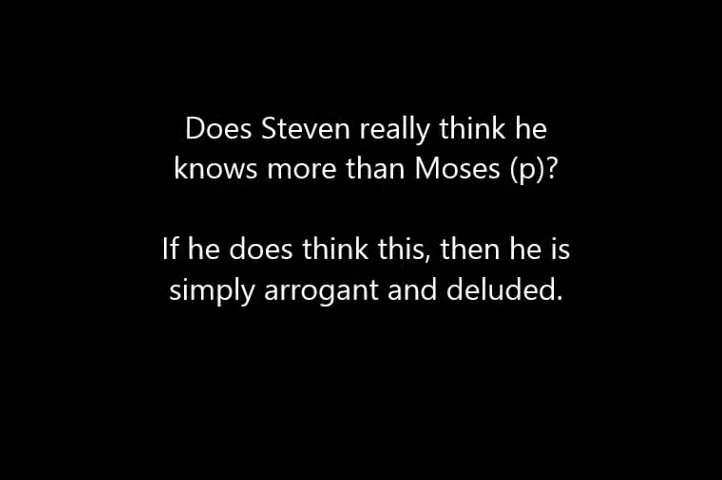 Does Steven really think he
knows more than Moses (p)?
If he does think this, then he is
simply arrogant and deluded.